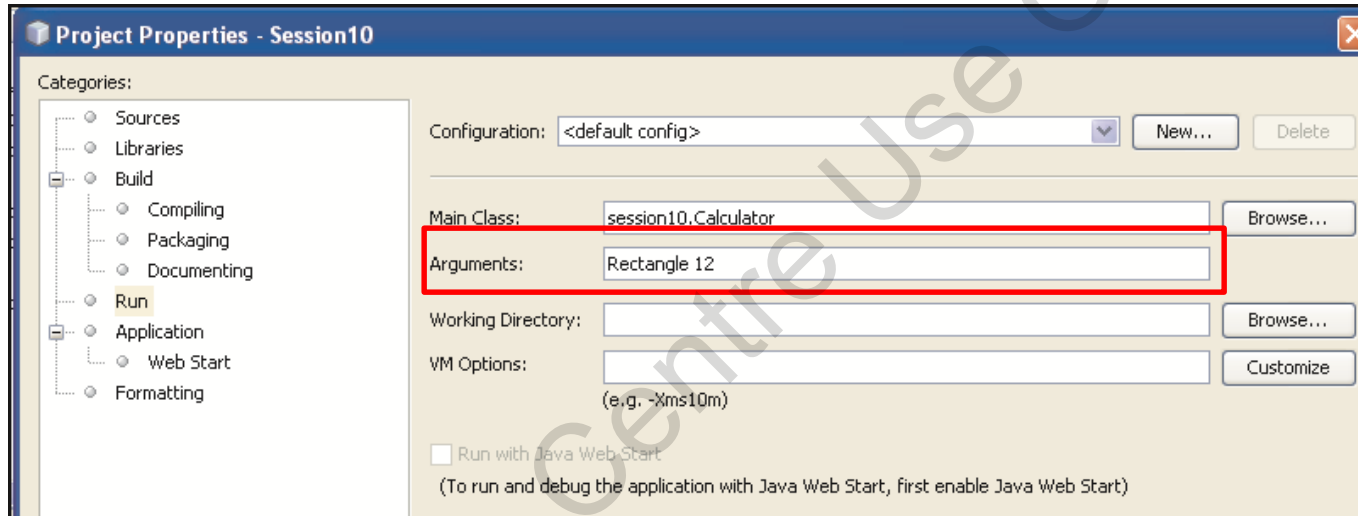 Project Properties - Session10
Categories:
Sources
Libraries
Build
Compiling
Packaging
Documenting
Run
Application
Web Start
Formatting
Configuration: <default config> New... Delete
Main Class: session10.Calculator Browse...
Arguments: Rectangle 12
Working Directory: Browse...
VM Options: Customize
(e.g. -Xms10m)
Run with Java Web Start
(To run and debug the application with Java Web Start, first enable Java Web Start)
Centre Use